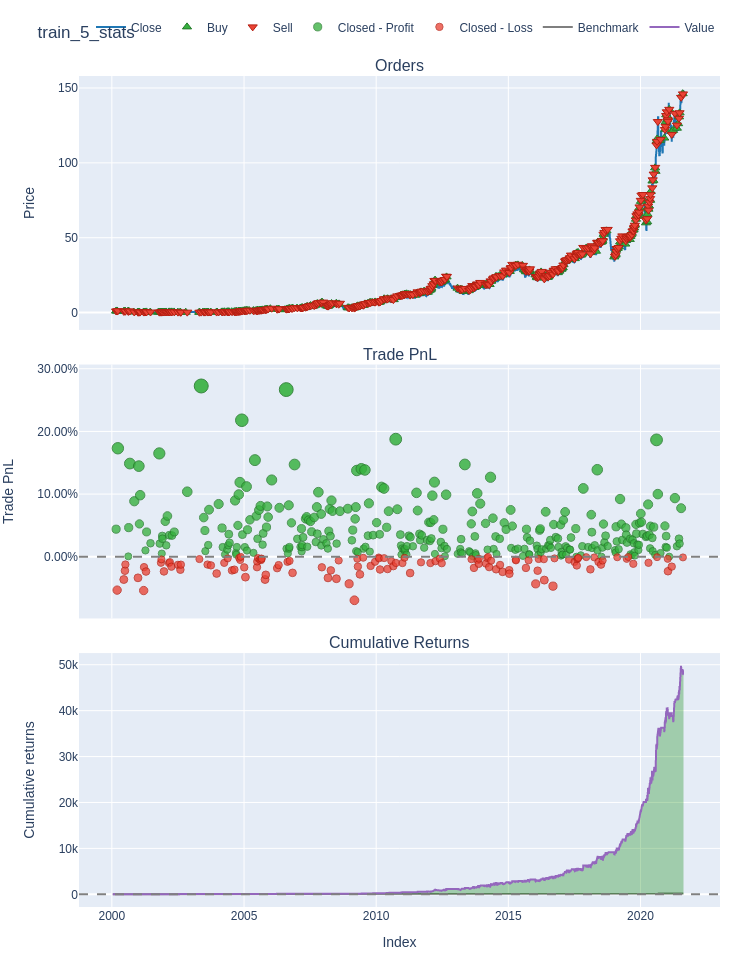 train_5_stats
Close Buy Sell Closed - Profit Closed - Loss Benchmark Value
Orders
150
100
50
0
Price
Trade PnL
30.00%
20.00%
10.00%
0.00%
Trade PnL
Cumulative Returns
50k
40k
30k
20k
10k
0
Cumulative returns
2000 2005 2010 2015 2020
Index